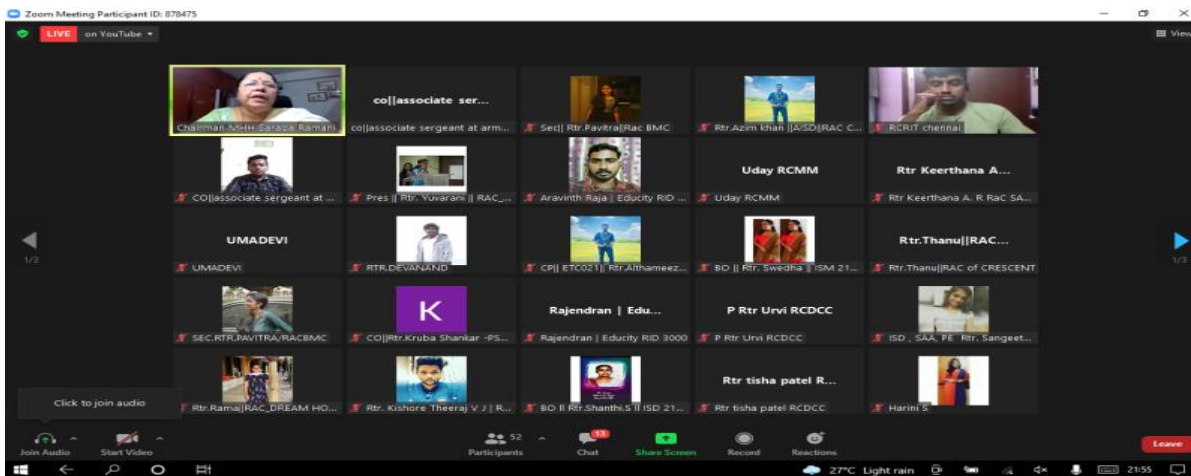 Zoom Meeting Participant ID: 878475
LIVE on YouTube
View
Chairman MHH Saraga Ramani
co||associate ser...
co||associate sergeant at arm...
Sec|| Rtr.Pavitra||Rac BMC
Rtr.Azim khan ||AISD||RAC C...
RCRIT chennai
CO||associate sergeant at ...
Pres || Rtr. Yuvarani || RAC_...
Aravinth Raja | Educity RID ...
Uday RCMM
Uday RCMM
Rtr Keerthana A...
Rtr Keerthana A. R Rac SA...
UMADEVI
UMADEVI
RTR.DEVANAND
CP|| ETC021|| Rtr.Althameez...
BO || Rtr. Swedha || ISM 21...
Rtr.Thanu||RAC...
Rtr.Thanu||RAC of CRESCENT
1/3
1/3
SEC.RTR.PAVITRA/RACBMC
K
CO||Rtr.Kruba Shankar -PS...
Rajendran | Edu...
Rajendran | Educity RID 3000
P Rtr Urvi RCDCC
P Rtr Urvi RCDCC
ISD , SAA, PE Rtr. Sangeet...
Click to join audio
Rtr.Rama||RAC_DREAM HO...
Rtr. Kishore Theeraj V J | R...
BO II Rtr.Shanthi.S II ISD 21...
Rtr tisha patel R...
Rtr tisha patel RCDCC
Harini S
Join Audio
Start Video
52
Participants
13
Chat
Share Screen
Record
Reactions
Leave
27°C Light rain
21:55